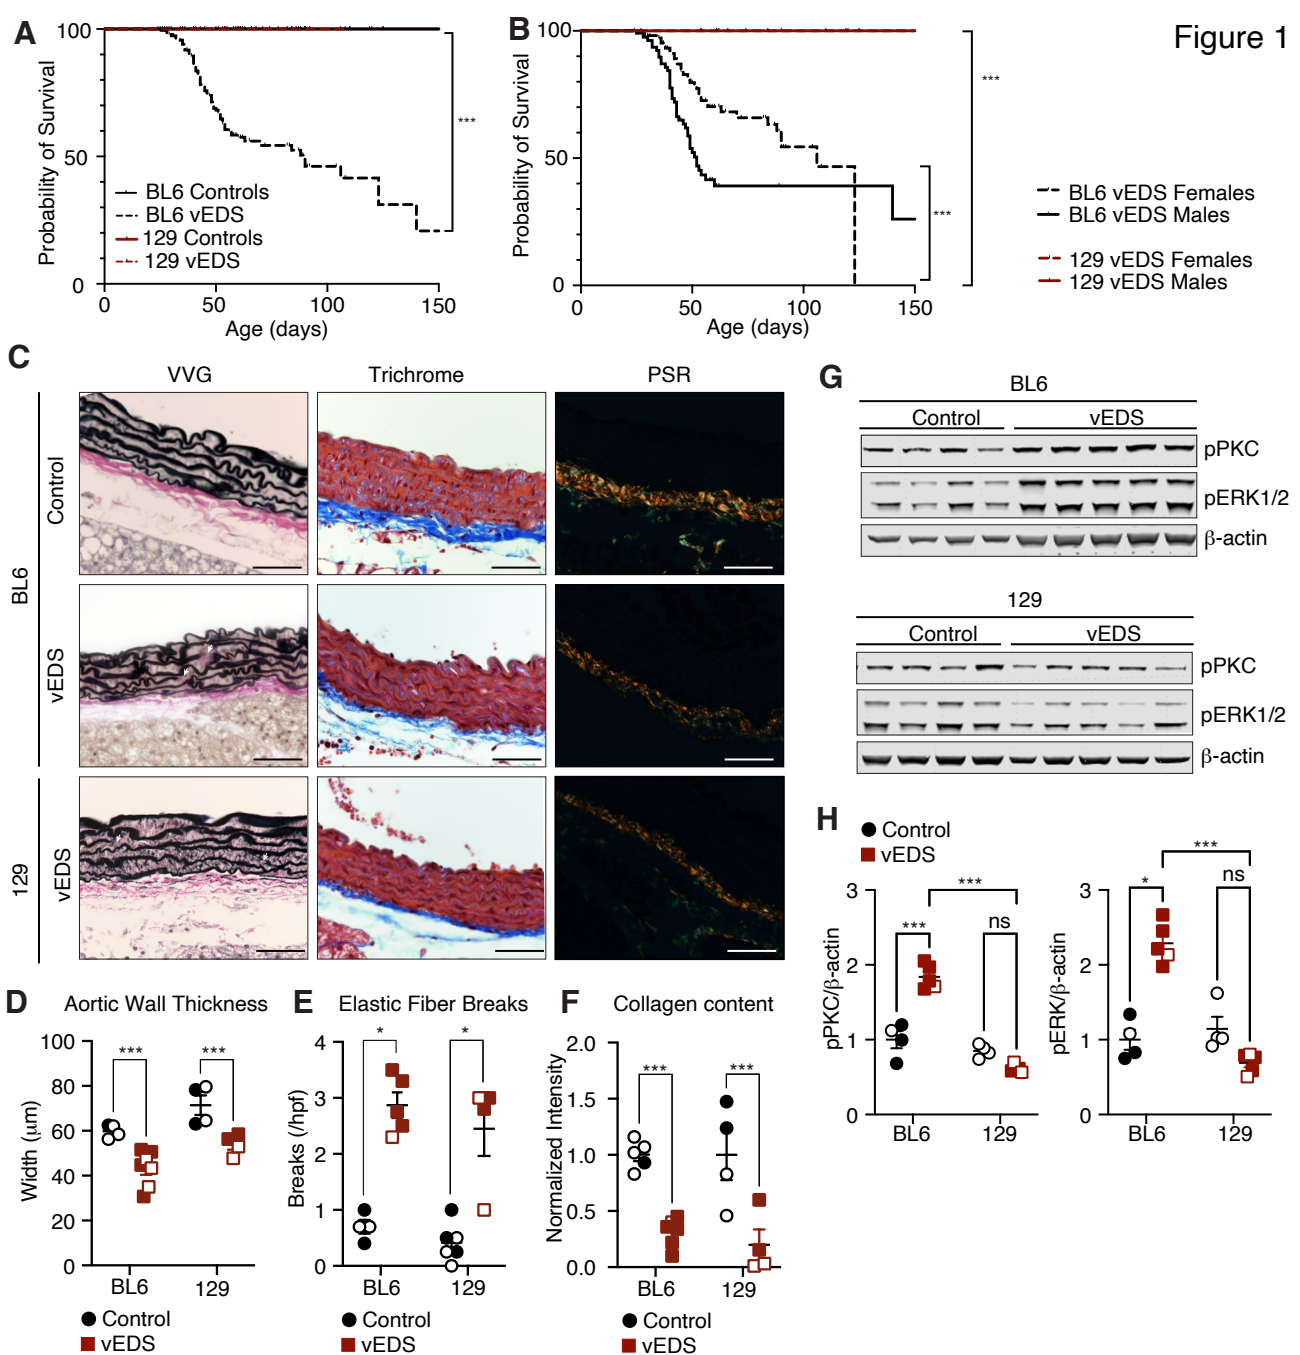 Figure 1
A
100
50
0
Probability of Survival
BL6 Controls
BL6 vEDS
129 Controls
129 vEDS
***
0 50 100 150
Age (days)
B
100
50
0
Probability of Survival
***
***
0 50 100 150
Age (days)
BL6 vEDS Females
BL6 vEDS Males
129 vEDS Females
129 vEDS Males
C
VVG Trichrome PSR
BL6
Control
vEDS
129
vEDS
D Aortic Wall Thickness
100
80
60
40
20
0
Width (μm)
*** ***
BL6 129
Control
vEDS
E Elastic Fiber Breaks
4
3
2
1
0
Breaks (/hpf)
* *
BL6 129
Control
vEDS
F Collagen content
2.0
1.5
1.0
0.5
0.0
Normalized Intensity
*** ***
BL6 129
Control
vEDS
G
BL6
Control vEDS
pPKC
pERK1/2
β-actin
129
Control vEDS
pPKC
pERK1/2
β-actin
H
Control
vEDS
3
2
1
0
pPKC/β-actin
***
*** ns
BL6 129
3
2
1
0
pERK/β-actin
***
* ns
BL6 129